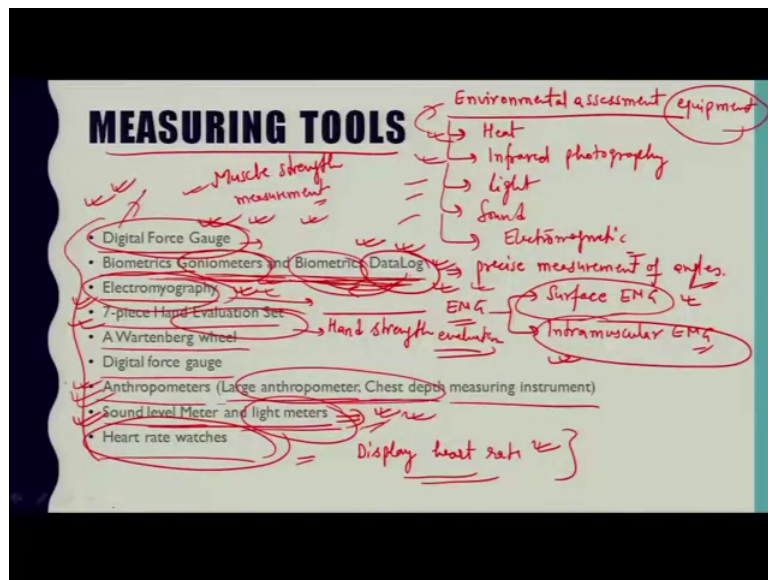 Environmental assessment equipment
MEASURING TOOLS
→ Heat
→ Infrared photography
→ Light
→ Sound
→ Electromagnetic
Muscle strength
measurement
• Digital Force Gauge →
• Biometrics Goniometers and Biometrics DataLog ⇒ precise measurement of angles.
• Electromyography → EMG → Surface EMG
→ Intramuscular EMG
• 7-piece Hand Evaluation Set → Hand strength evaluation
• A Wartenberg wheel
• Digital force gauge
• Anthropometers (Large anthropometer, Chest depth measuring instrument)
• Sound level Meter and light meters
• Heart rate watches = Display heart rate